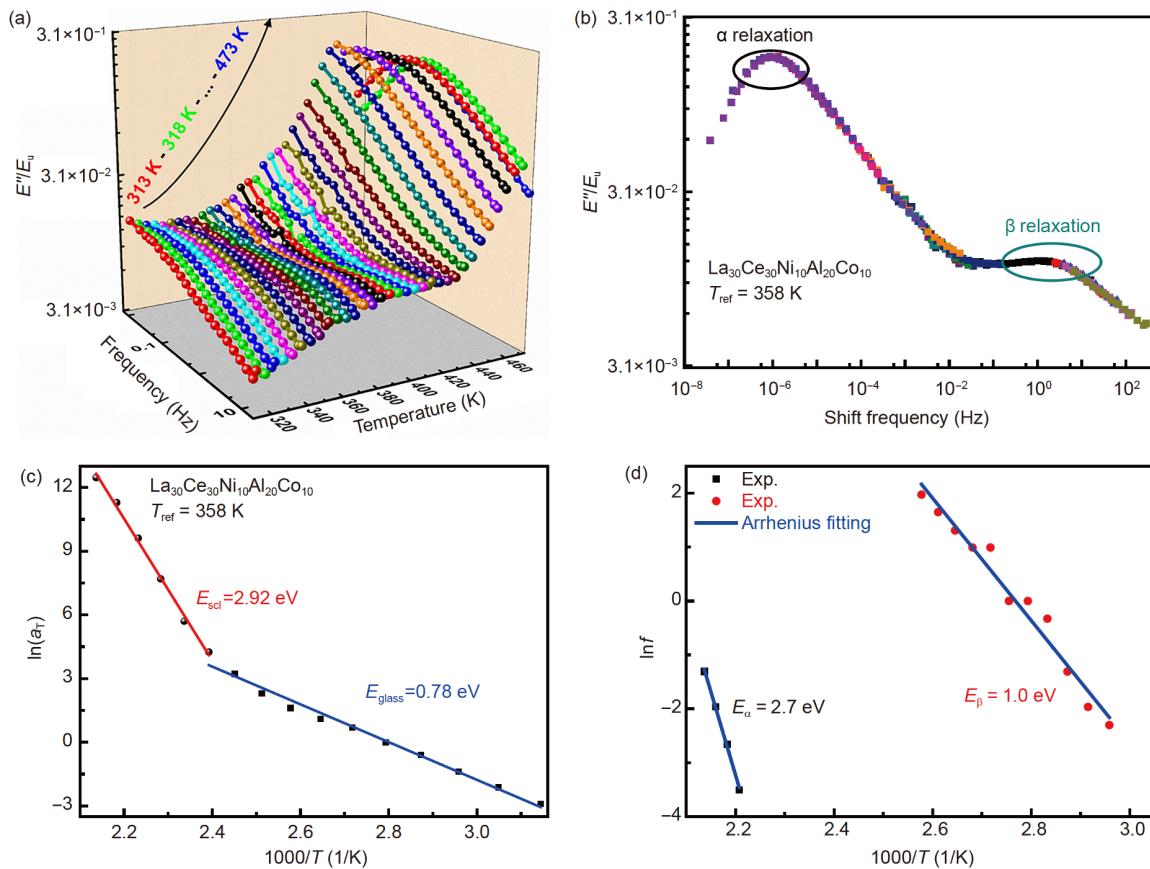 (a)
3.1×10⁻¹
3.1×10⁻²
3.1×10⁻³
E″/Eᵤ
313 K - 318 K - ... - 473 K
Frequency (Hz)
10
Temperature (K)
320
340
360
380
400
420
440
460
(b)
α relaxation
β relaxation
3.1×10⁻¹
3.1×10⁻²
3.1×10⁻³
E″/Eᵤ
La₃₀Ce₃₀Ni₁₀Al₂₀Co₁₀
T_ref = 358 K
10⁻⁸ 10⁻⁶ 10⁻⁴ 10⁻² 10⁰ 10²
Shift frequency (Hz)
(c)
La₃₀Ce₃₀Ni₁₀Al₂₀Co₁₀
T_ref = 358 K
12
9
6
3
0
−3
ln(a_T)
E_scl=2.92 eV
E_glass=0.78 eV
2.2 2.4 2.6 2.8 3.0
1000/T (1/K)
(d)
Exp.
Exp.
Arrhenius fitting
2
0
−2
−4
lnf
E_α = 2.7 eV
E_β = 1.0 eV
2.2 2.4 2.6 2.8 3.0
1000/T (1/K)